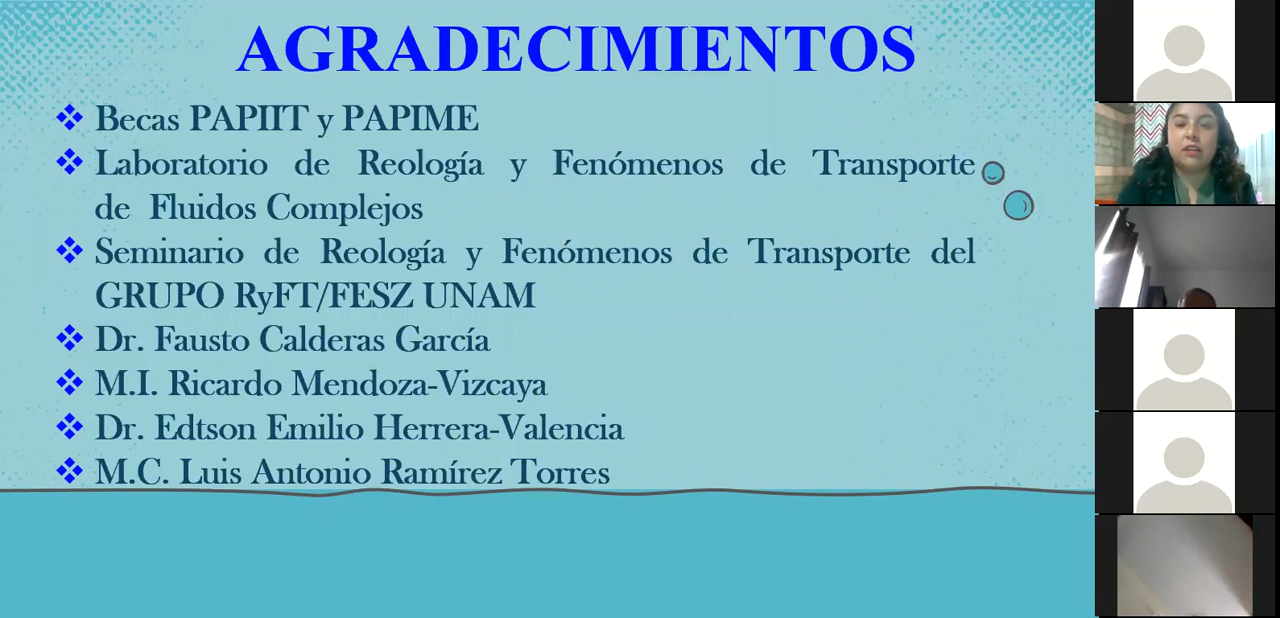 AGRADECIMIENTOS
Becas PAPIIT y PAPIME
Laboratorio de Reología y Fenómenos de Transporte
de Fluidos Complejos
Seminario de Reología y Fenómenos de Transporte del
GRUPO RyFT/FESZ UNAM
Dr. Fausto Calderas García
M.I. Ricardo Mendoza-Vizcaya
Dr. Edtson Emilio Herrera-Valencia
M.C. Luis Antonio Ramírez Torres